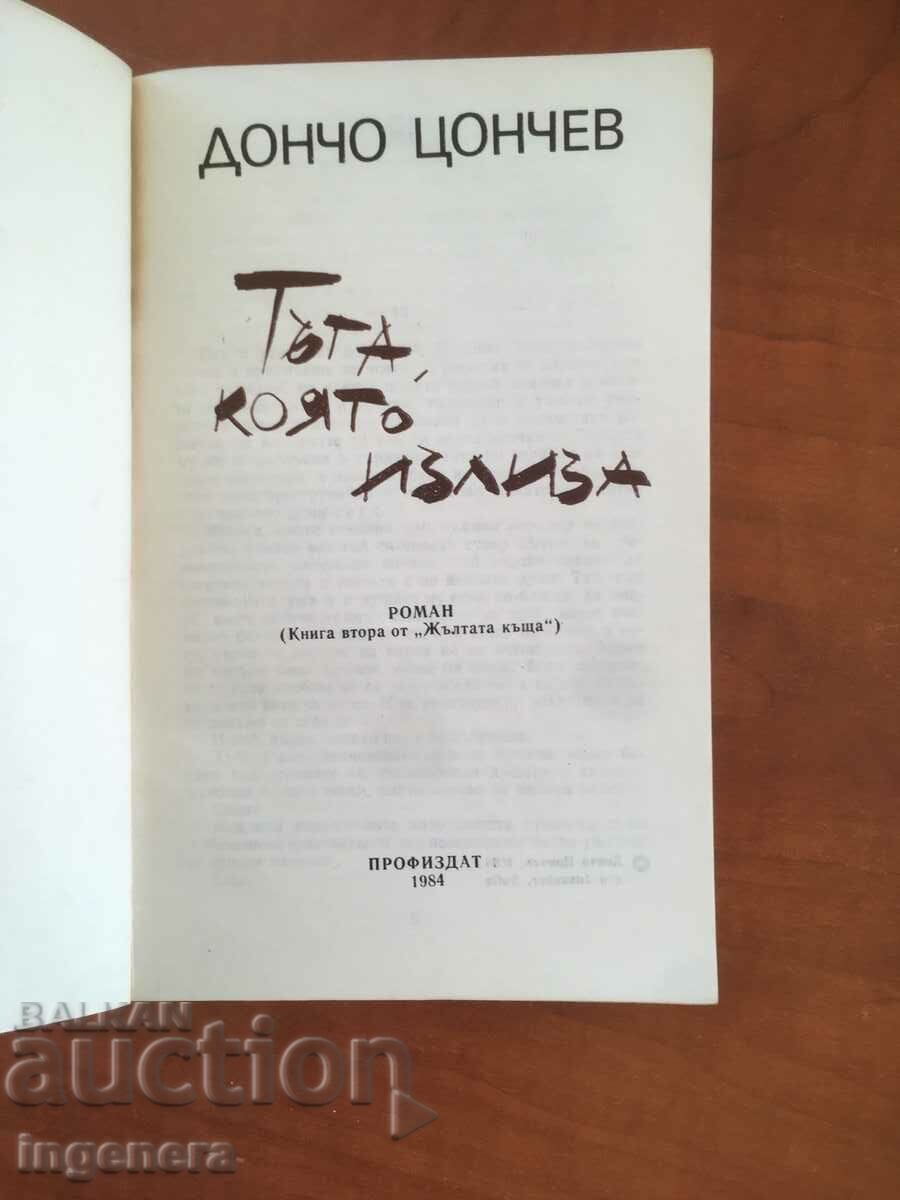 ДОНЧО ЦОНЧЕВ
Тъга,
която
излиза
РОМАН
(Книга втора от „Жълтата къща“)
ПРОФИЗДАТ
1984
BALKAN
auction
ingenera